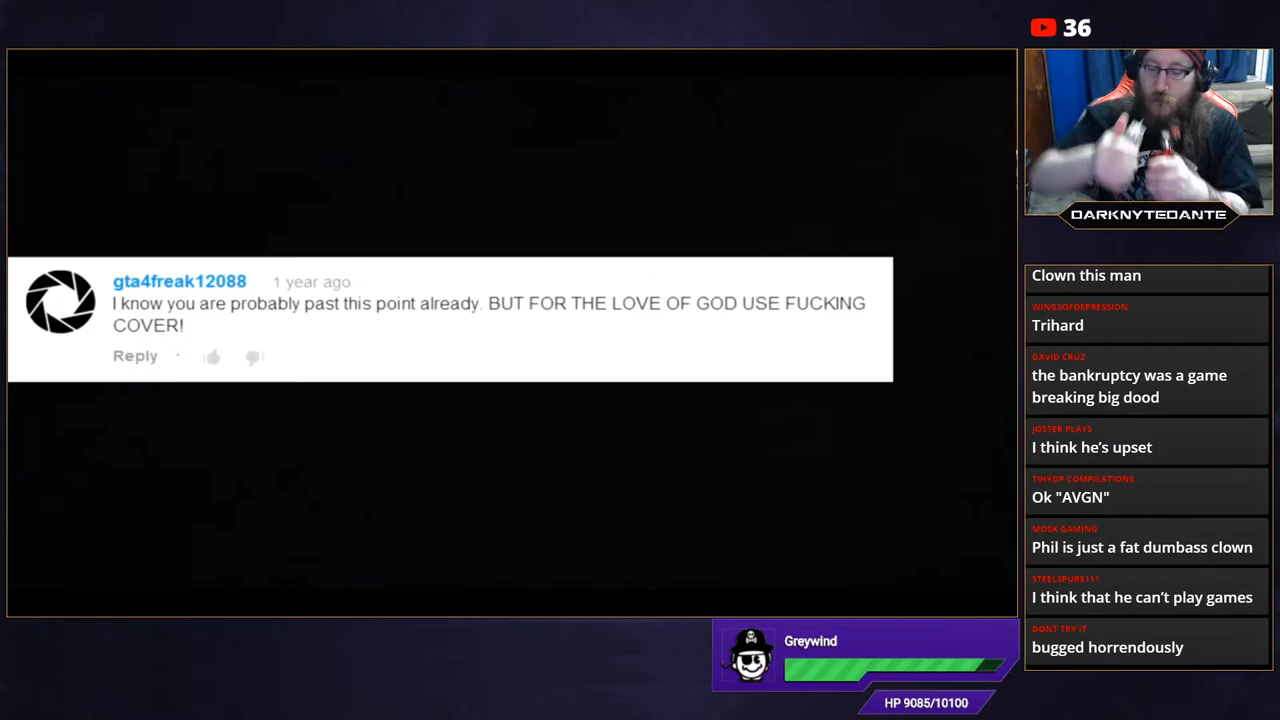 36
DARKNYTEDANTE
gta4freak12088 1 year ago
I know you are probably past this point already. BUT FOR THE LOVE OF GOD USE FUCKING
COVER!
Reply ·
Clown this man
WINGSOFDEPRESSION
Trihard
DAVID CRUZ
the bankruptcy was a game
breaking big dood
JOSTER PLAYS
I think he's upset
TIHYDP COMPILATIONS
Ok "AVGN"
MOSK GAMING
Phil is just a fat dumbass clown
STEELSPURS111
I think that he can't play games
DONT TRY IT
bugged horrendously
Greywind
HP 9085/10100